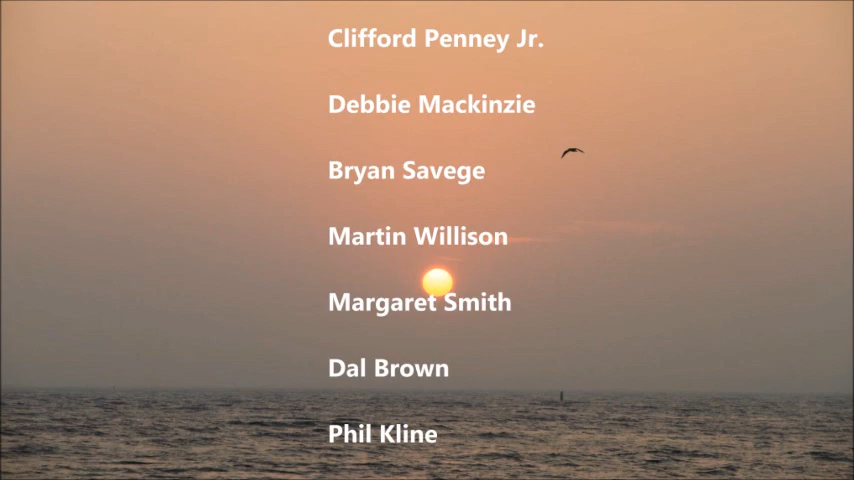 Clifford Penney Jr.
Debbie Mackinzie
Bryan Savege
Martin Willison
Margaret Smith
Dal Brown
Phil Kline